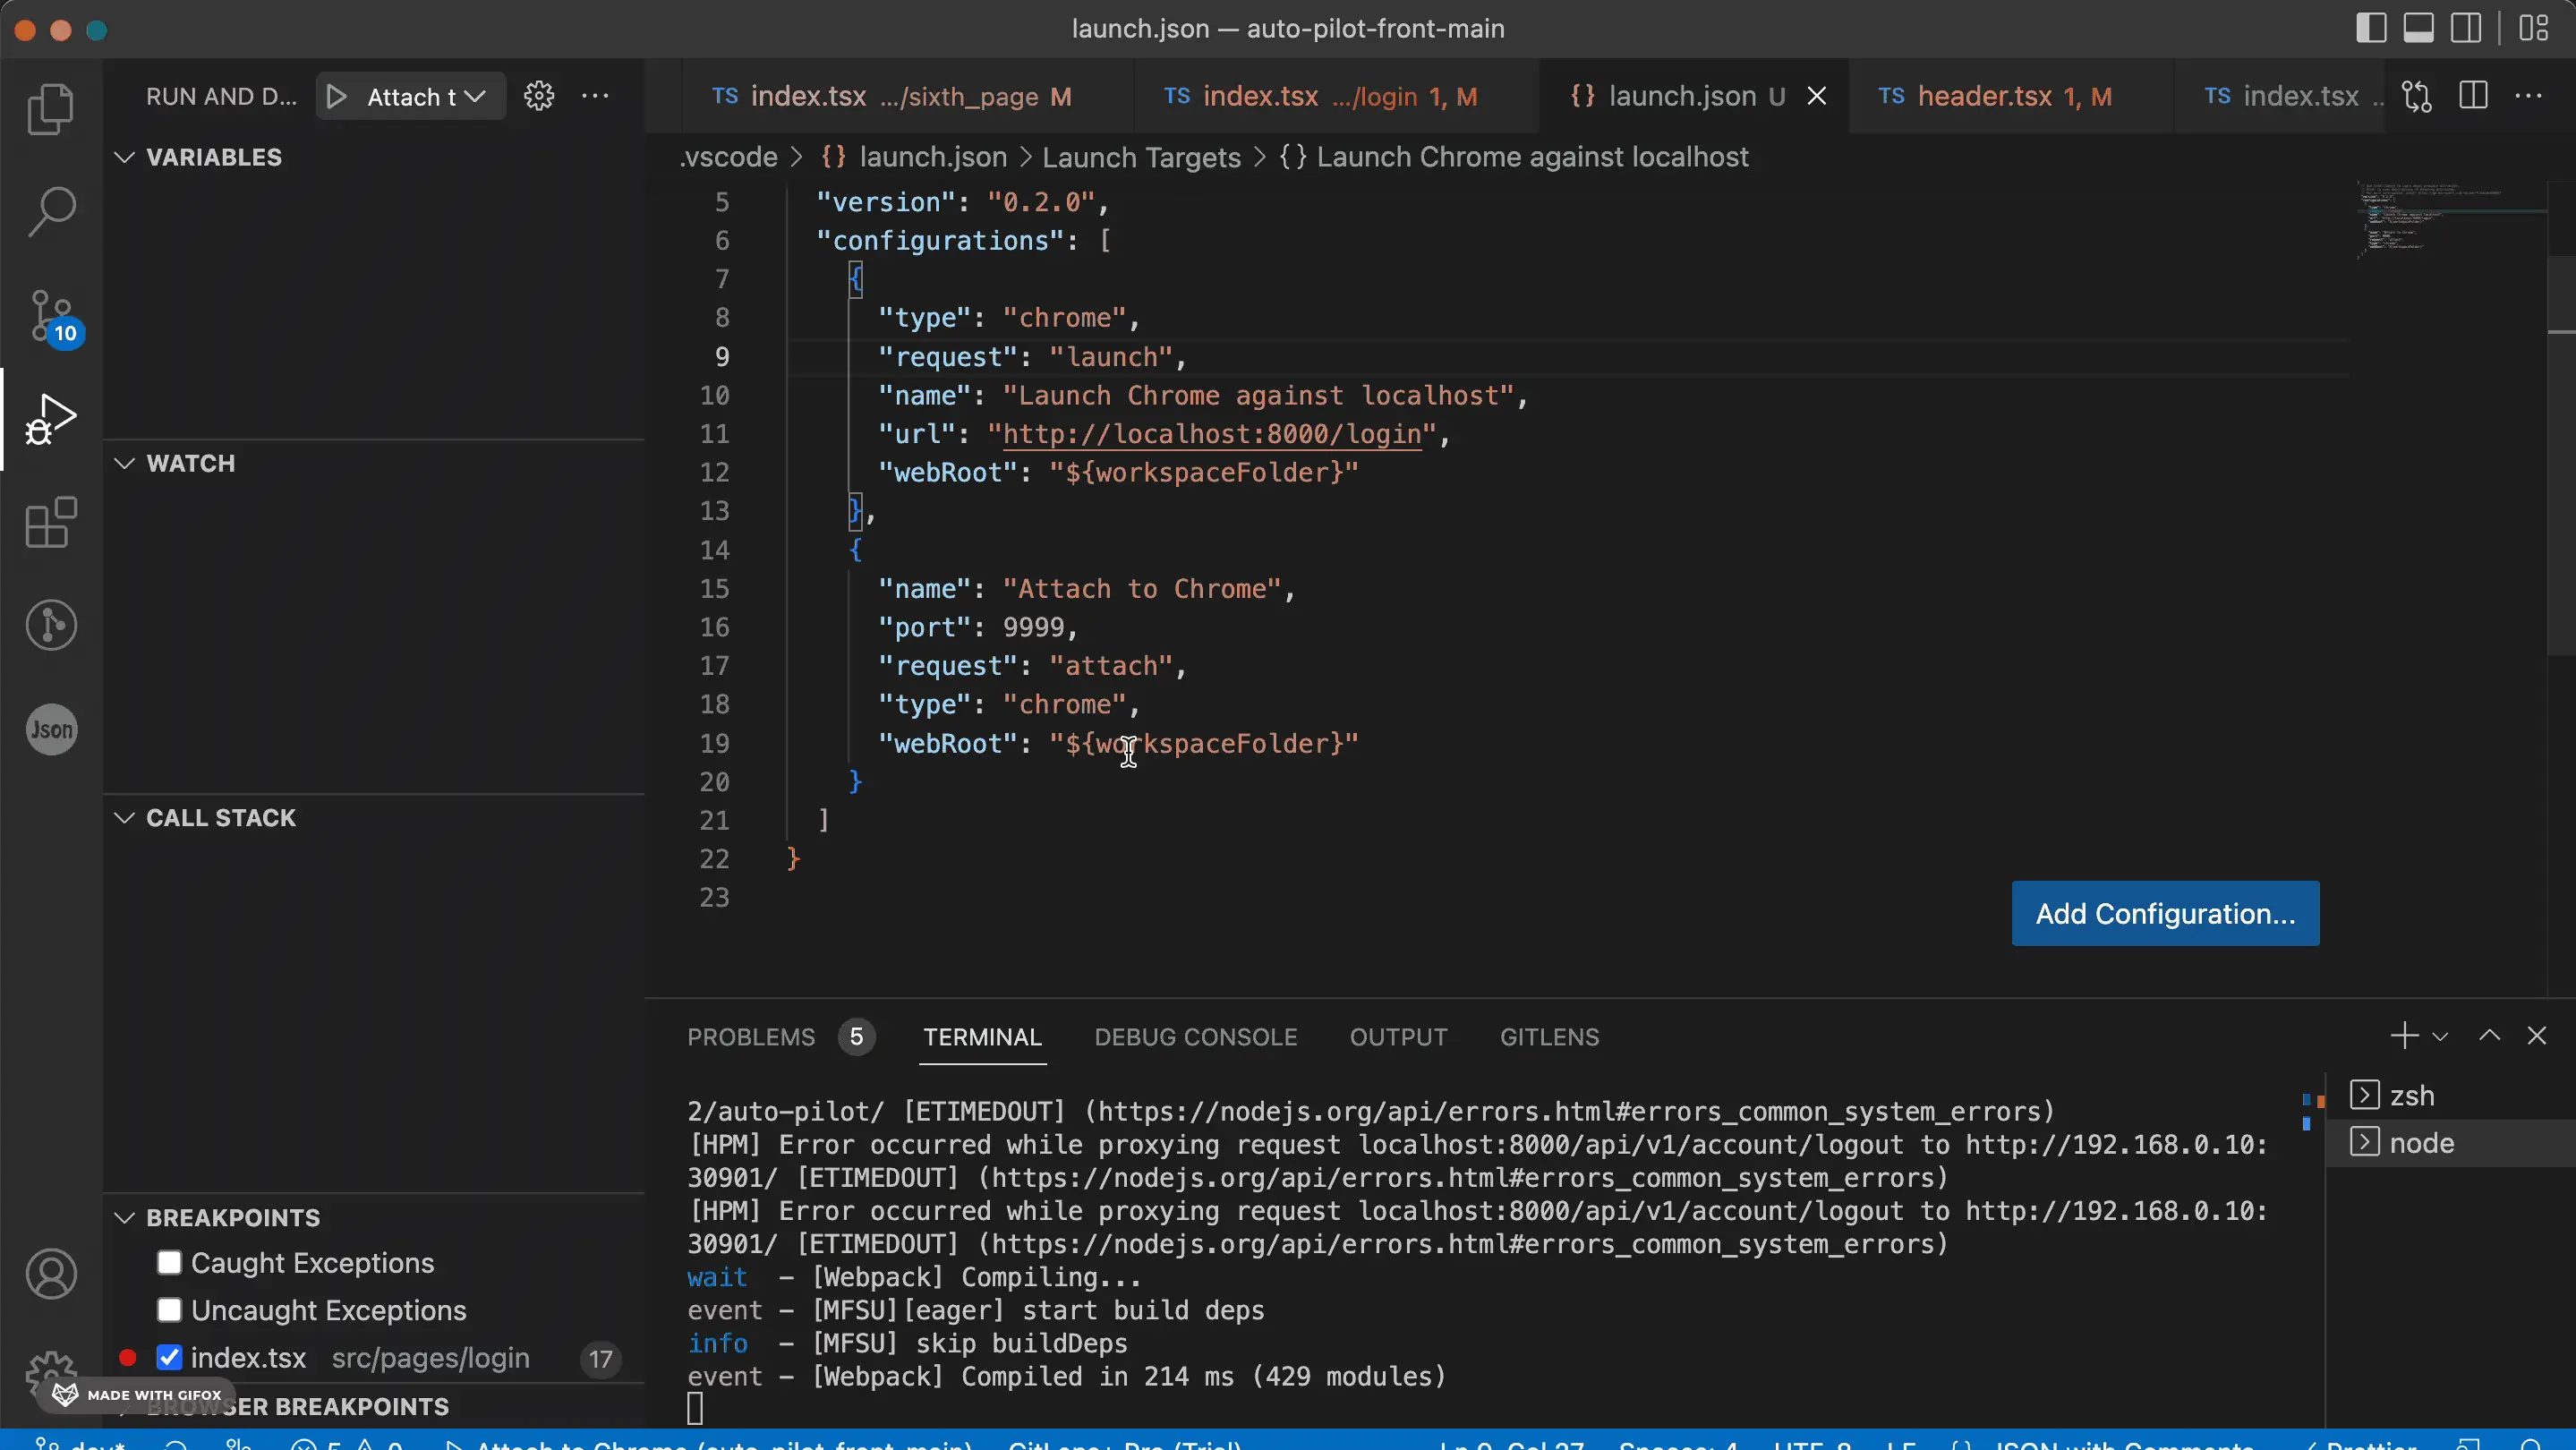 launch.json — auto-pilot-front-main
RUN AND D... Attach t
TS index.tsx .../sixth_page M
TS index.tsx .../login 1, M
{} launch.json U
TS header.tsx 1, M
TS index.tsx ..
.vscode > {} launch.json > Launch Targets > {} Launch Chrome against localhost
VARIABLES
WATCH
CALL STACK
10
Json
5 "version": "0.2.0",
6 "configurations": [
7 {
8 "type": "chrome",
9 "request": "launch",
10 "name": "Launch Chrome against localhost",
11 "url": "http://localhost:8000/login",
12 "webRoot": "${workspaceFolder}"
13 },
14 {
15 "name": "Attach to Chrome",
16 "port": 9999,
17 "request": "attach",
18 "type": "chrome",
19 "webRoot": "${workspaceFolder}"
20 }
21 ]
22 }
23
Add Configuration...
PROBLEMS 5 TERMINAL DEBUG CONSOLE OUTPUT GITLENS
2/auto-pilot/ [ETIMEDOUT] (https://nodejs.org/api/errors.html#errors_common_system_errors)
[HPM] Error occurred while proxying request localhost:8000/api/v1/account/logout to http://192.168.0.10:
30901/ [ETIMEDOUT] (https://nodejs.org/api/errors.html#errors_common_system_errors)
[HPM] Error occurred while proxying request localhost:8000/api/v1/account/logout to http://192.168.0.10:
30901/ [ETIMEDOUT] (https://nodejs.org/api/errors.html#errors_common_system_errors)
wait – [Webpack] Compiling...
event – [MFSU][eager] start build deps
info – [MFSU] skip buildDeps
event – [Webpack] Compiled in 214 ms (429 modules)
zsh
node
BREAKPOINTS
Caught Exceptions
Uncaught Exceptions
index.tsx src/pages/login 17
BROWSER BREAKPOINTS
MADE WITH GIFOX
dev* 5 0 Attach to Chrome (auto-pilot-front-main) GitLens+ Pro (Trial) Ln 9, Col 27 Spaces: 4 UTF-8 LF {} JSON with Comments Prettier